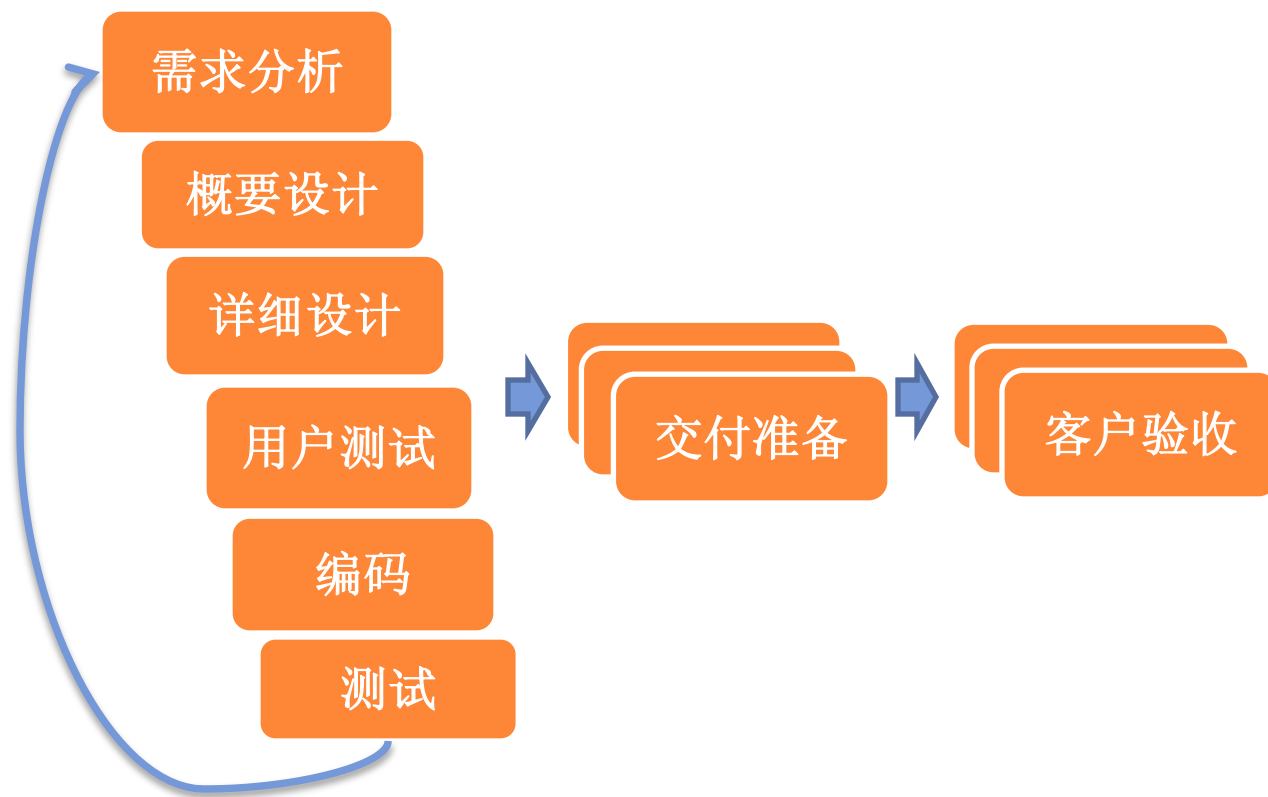 需求分析
概要设计
详细设计
用户测试
编码
测试
交付准备
客户验收